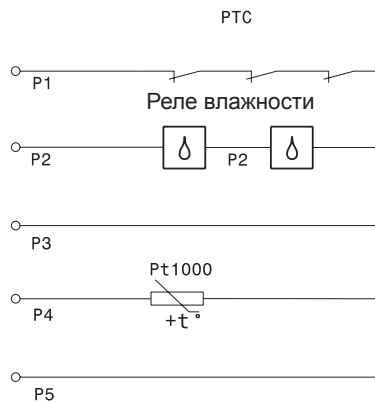 PTC
P1
Реле влажности
P2 P2
P3
Pt1000
P4
+t°
P5